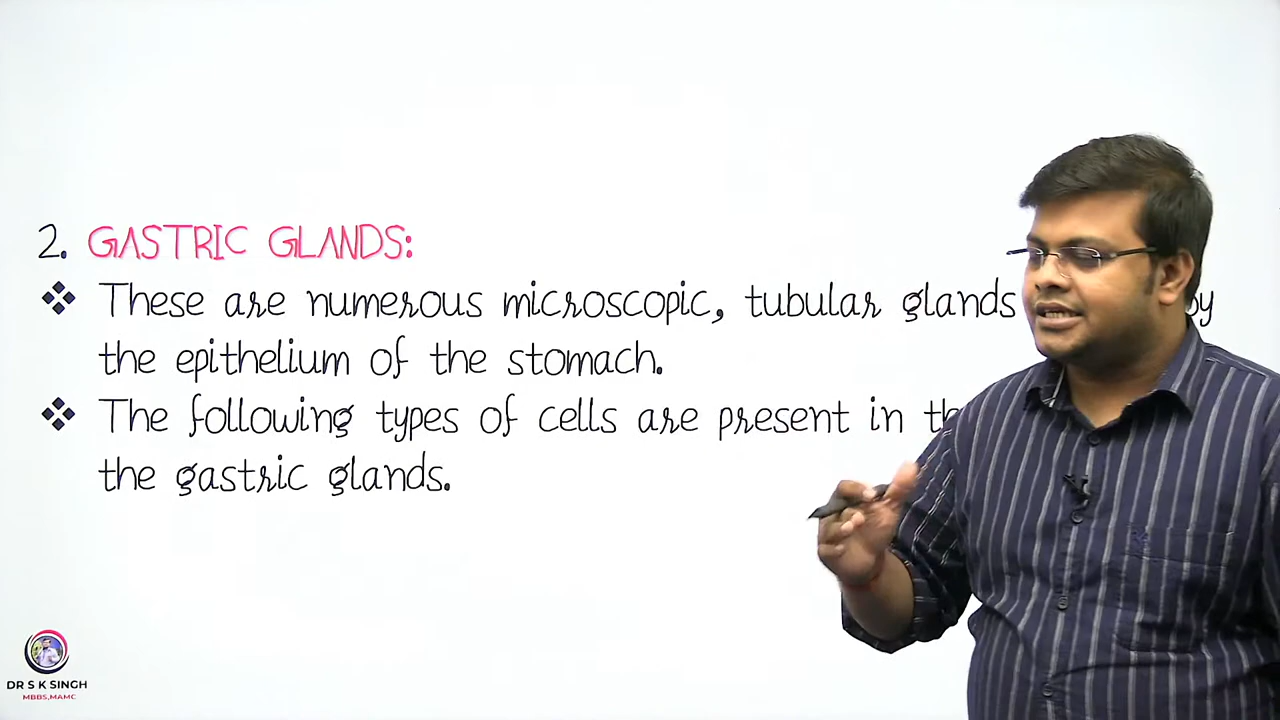 2. GASTRIC GLANDS:
❖ These are numerous microscopic, tubular glands by
the epithelium of the stomach.
❖ The following types of cells are present in
the gastric glands.
DR S K SINGH
MBBS,MAMC